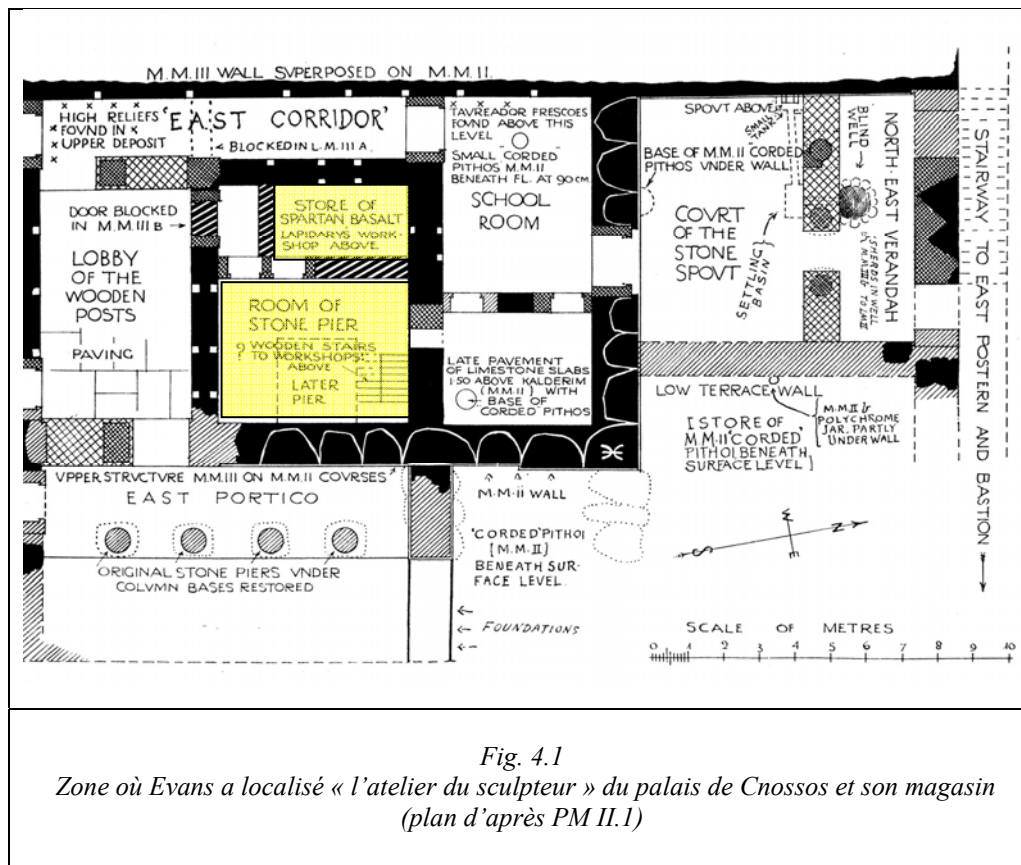 M.M.III WALL SVPERPOSED ON M.M.II.
HIGH RELIEFS
FOVND IN
UPPER DEPOSIT
'EAST CORRIDOR'
BLOCKED IN L.M.III A.
TAVREADOR FRESCOES
FOUND ABOVE THIS
LEVEL
SMALL 'CORDED'
PITHOS M.M.II
BENEATH FL. AT 90 CM.
SCHOOL
ROOM
SPOVT ABOVE
SMALL
TANK
BASE OF M.M.II 'CORDED'
PITHOS VNDER WALL
BLIND
WELL
NORTH·EAST VERANDAH
STAIRWAY TO EAST POSTERN AND BASTION
COVRT
OF THE
STONE
SPOVT
SETTLING
BASIN
DOOR BLOCKED
IN M.M.III B
LOBBY
OF THE
WOODEN
POSTS
PAVING
STORE OF
SPARTAN BASALT
LAPIDARY'S WORK-
SHOP ABOVE
ROOM OF
STONE PIER
? WOODEN STAIRS
TO WORKSHOPS
ABOVE
LATER
PIER
LATE PAVEMENT
OF LIMESTONE SLABS
1·50 ABOVE KALDERIM
(M.M.II) WITH
BASE OF
'CORDED' PITHOS
LOW TERRACE WALL
[STORE OF
M.M.II 'CORDED'
PITHOI BENEATH
SURFACE LEVEL]
POLYCHROME
JAR. PARTLY
UNDER WALL
VPPER STRVCTVRE M.M.III ON M.M.II COVRSES
EAST PORTICO
M·M·II WALL
'CORDED' PITHOI
[M.M.II]
BENEATH SUR-
FACE LEVEL.
ORIGINAL STONE PIERS VNDER
COLVMN BASES RESTORED
FOUNDATIONS
S
N
SCALE OF METRES
0 1 2 3 4 5 6 7 8 9 10
Fig. 4.1
Zone où Evans a localisé « l'atelier du sculpteur » du palais de Cnossos et son magasin
(plan d'après PM II.1)